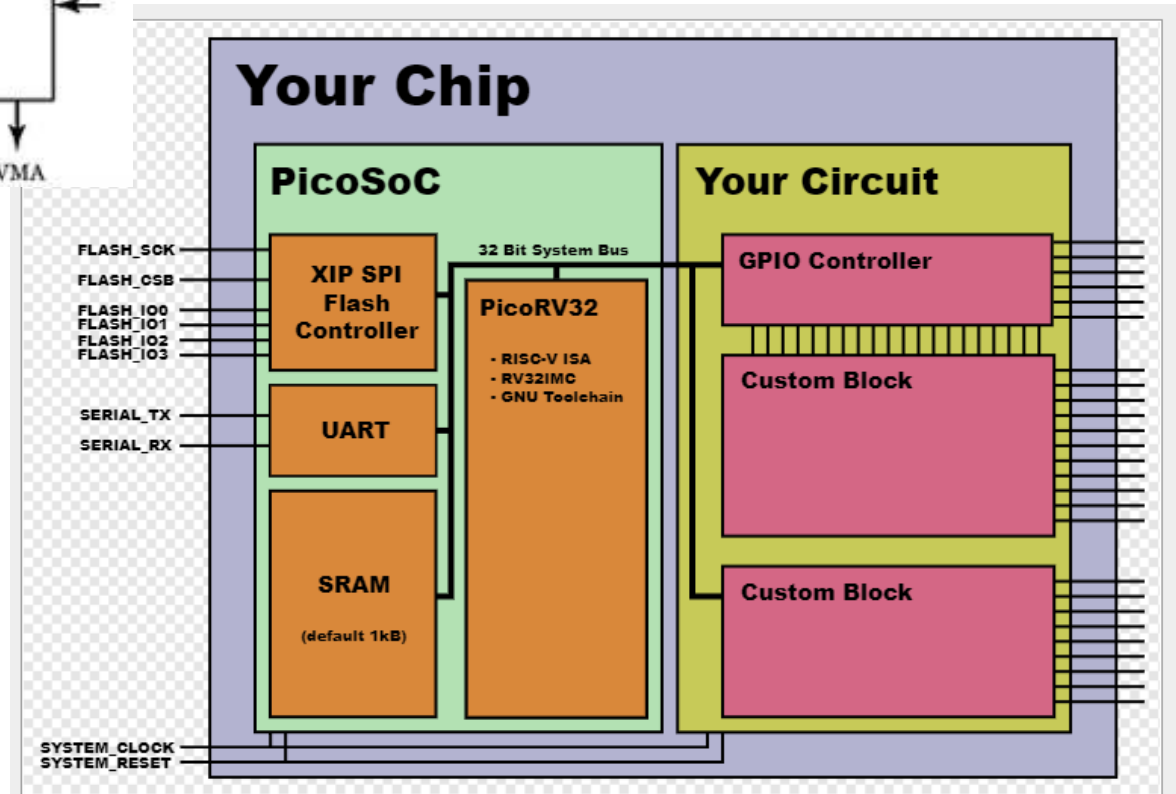 VMA
Your Chip
PicoSoC
Your Circuit
FLASH_SCK
FLASH_CSB
FLASH_IO0
FLASH_IO1
FLASH_IO2
FLASH_IO3
SERIAL_TX
SERIAL_RX
XIP SPI
Flash
Controller
UART
SRAM
(default 1kB)
32 Bit System Bus
PicoRV32
- RISC-V ISA
- RV32IMC
- GNU Toolchain
GPIO Controller
Custom Block
Custom Block
SYSTEM_CLOCK
SYSTEM_RESET